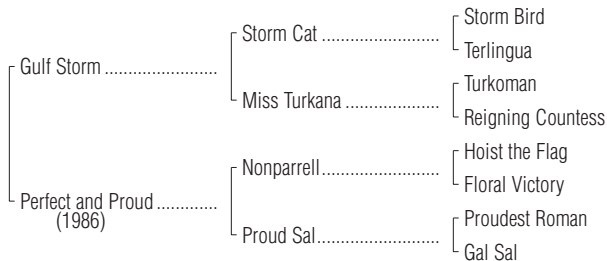 Storm Bird
Storm Cat ........................
Terlingua
Gulf Storm .......................
Turkoman
Miss Turkana ...................
Reigning Countess
Hoist the Flag
Nonparrell........................
Floral Victory
Perfect and Proud .............
(1986)
Proudest Roman
Proud Sal.........................
Gal Sal